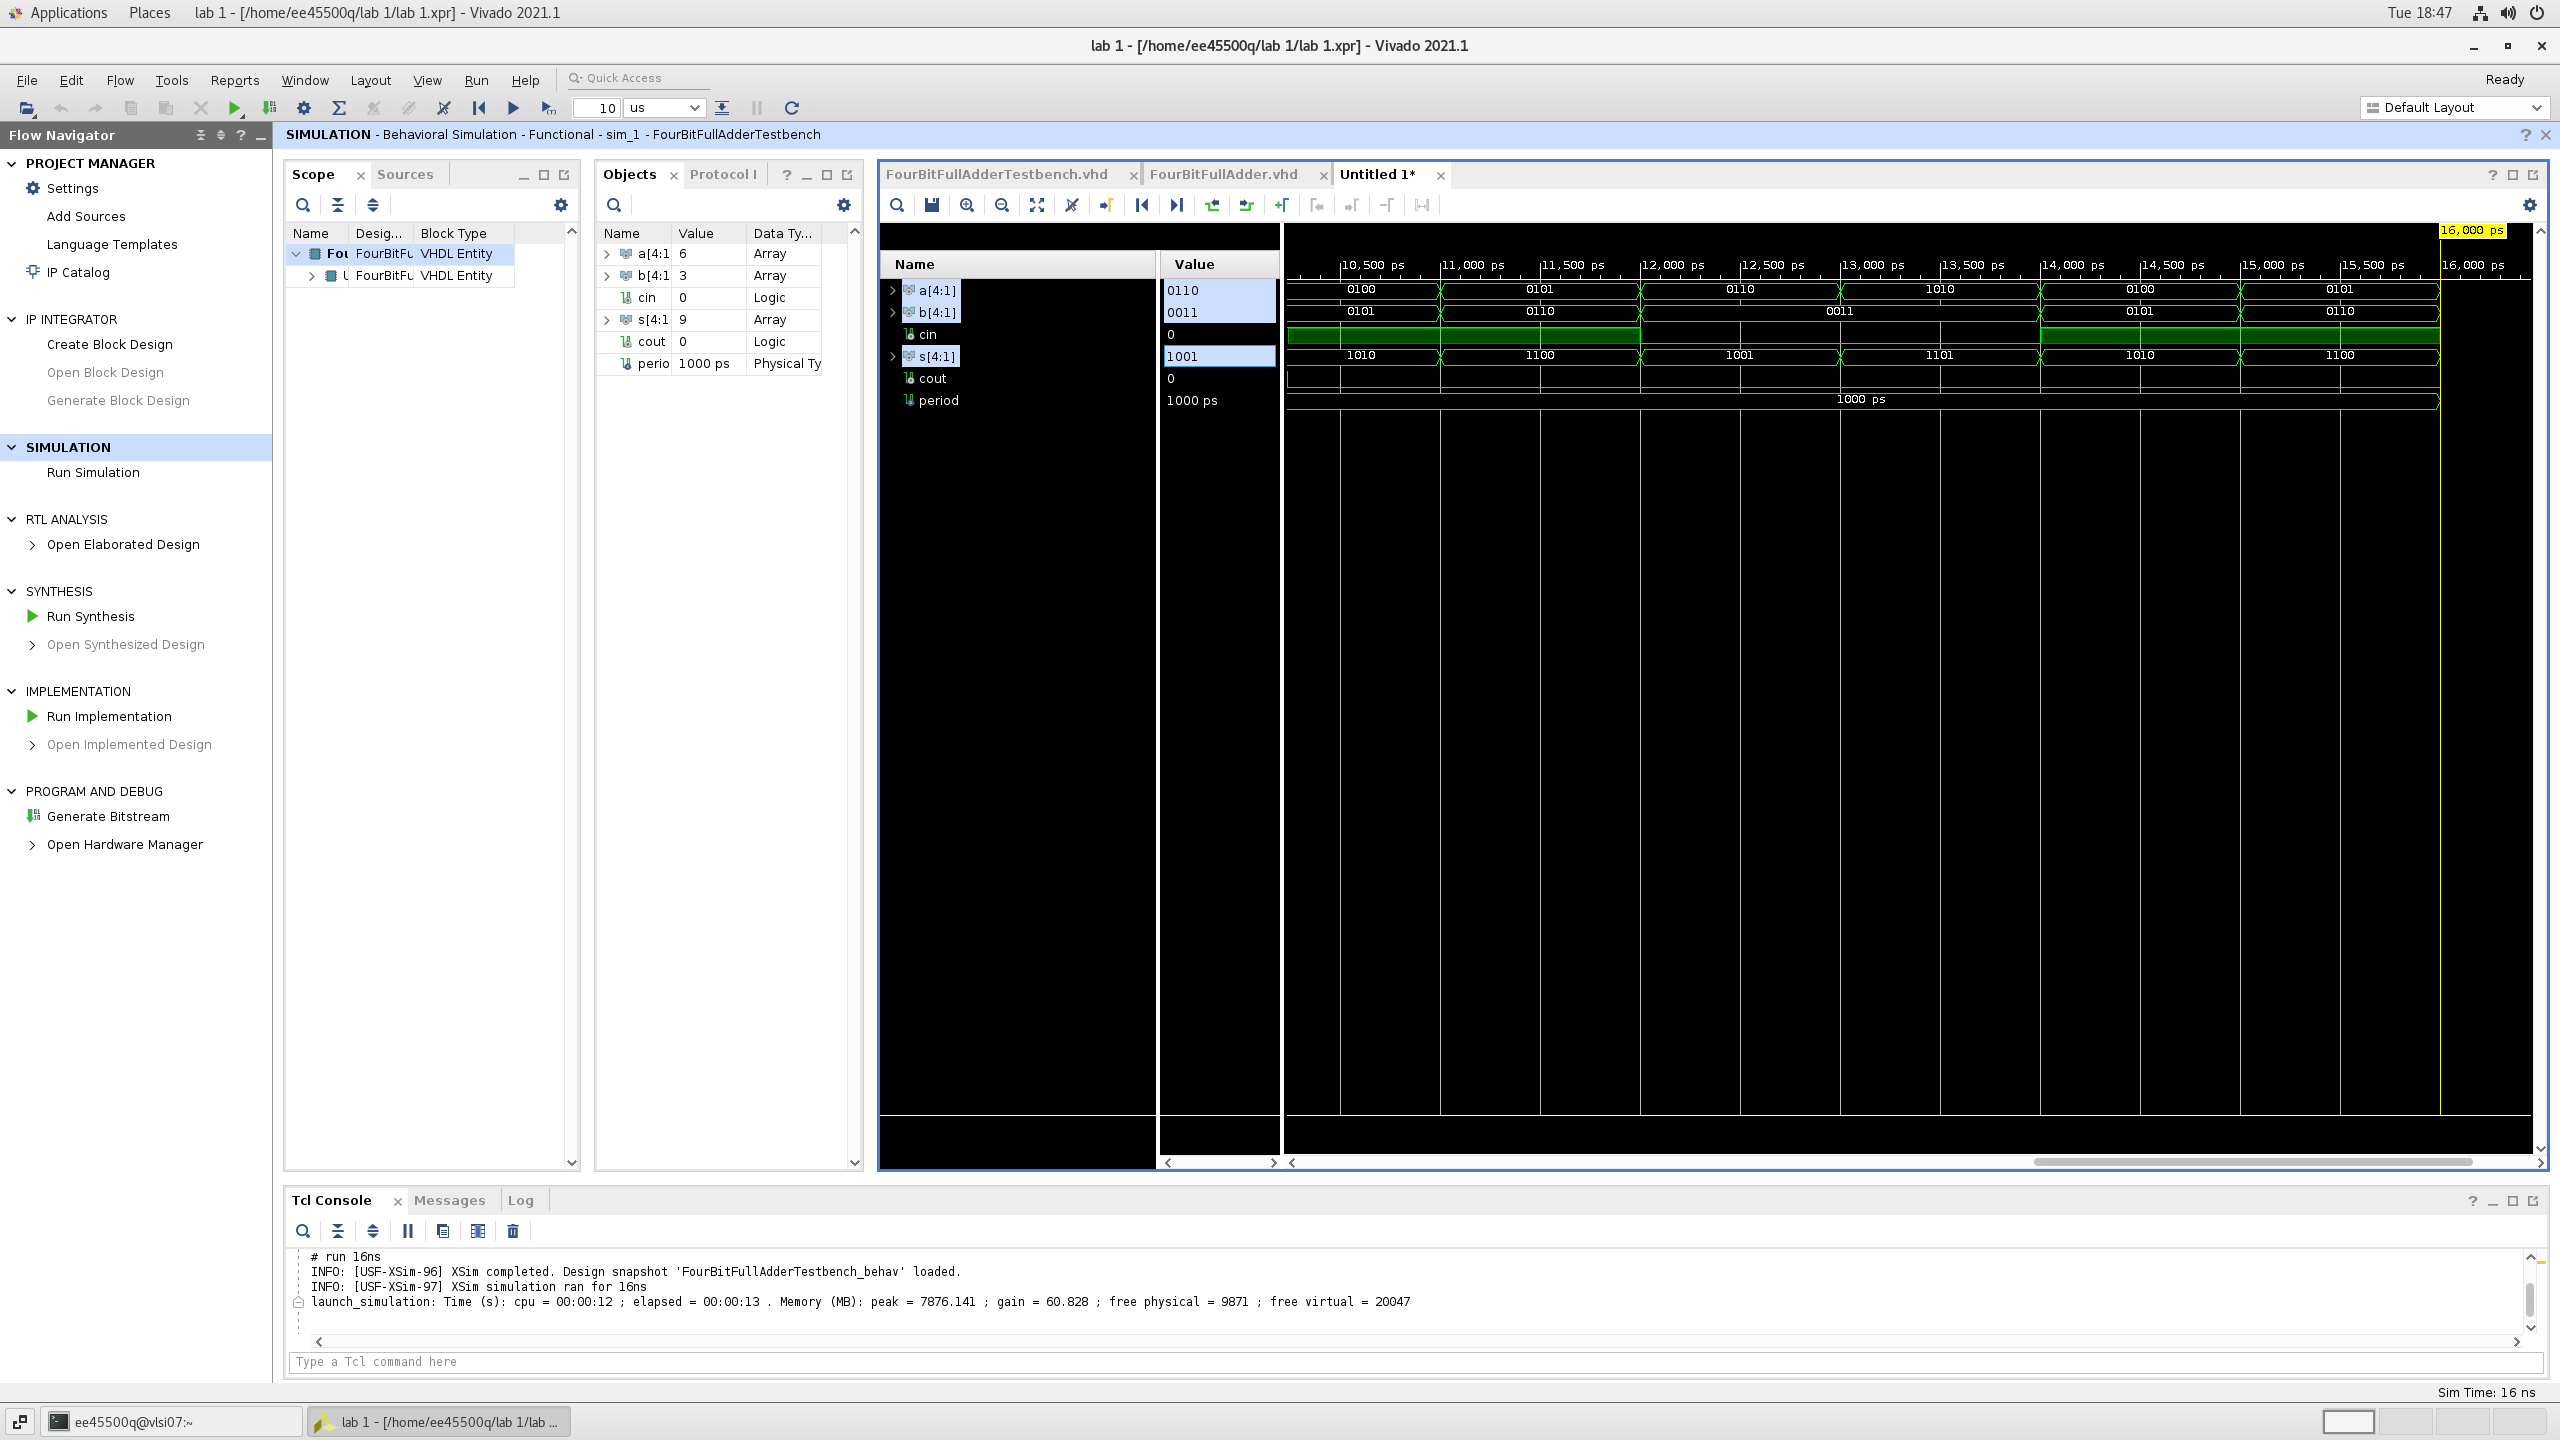 Applications Places lab 1 - [/home/ee45500q/lab 1/lab 1.xpr] - Vivado 2021.1 Tue 18:47
lab 1 - [/home/ee45500q/lab 1/lab 1.xpr] - Vivado 2021.1
File Edit Flow Tools Reports Window Layout View Run Help Quick Access Ready
10 us Default Layout
Flow Navigator
SIMULATION - Behavioral Simulation - Functional - sim_1 - FourBitFullAdderTestbench
PROJECT MANAGER
Settings
Add Sources
Language Templates
IP Catalog
IP INTEGRATOR
Create Block Design
Open Block Design
Generate Block Design
SIMULATION
Run Simulation
RTL ANALYSIS
Open Elaborated Design
SYNTHESIS
Run Synthesis
Open Synthesized Design
IMPLEMENTATION
Run Implementation
Open Implemented Design
PROGRAM AND DEBUG
Generate Bitstream
Open Hardware Manager
Scope Sources
Name Desig... Block Type
Fou FourBitFu VHDL Entity
U FourBitFu VHDL Entity
Objects Protocol I
Name Value Data Ty...
a[4:1 6 Array
b[4:1 3 Array
cin 0 Logic
s[4:1 9 Array
cout 0 Logic
perio 1000 ps Physical Ty
FourBitFullAdderTestbench.vhd FourBitFullAdder.vhd Untitled 1*
16,000 ps
Name Value
10,500 ps 11,000 ps 11,500 ps 12,000 ps 12,500 ps 13,000 ps 13,500 ps 14,000 ps 14,500 ps 15,000 ps 15,500 ps 16,000 ps
a[4:1] 0110 0100 0101 0110 1010 0100 0101
b[4:1] 0011 0101 0110 0011 0101 0110
cin 0
s[4:1] 1001 1010 1100 1001 1101 1010 1100
cout 0
period 1000 ps 1000 ps
Tcl Console Messages Log
# run 16ns
INFO: [USF-XSim-96] XSim completed. Design snapshot 'FourBitFullAdderTestbench_behav' loaded.
INFO: [USF-XSim-97] XSim simulation ran for 16ns
launch_simulation: Time (s): cpu = 00:00:12 ; elapsed = 00:00:13 . Memory (MB): peak = 7876.141 ; gain = 60.828 ; free physical = 9871 ; free virtual = 20047
Type a Tcl command here
Sim Time: 16 ns
ee45500q@vlsi07:~ lab 1 - [/home/ee45500q/lab 1/lab ...